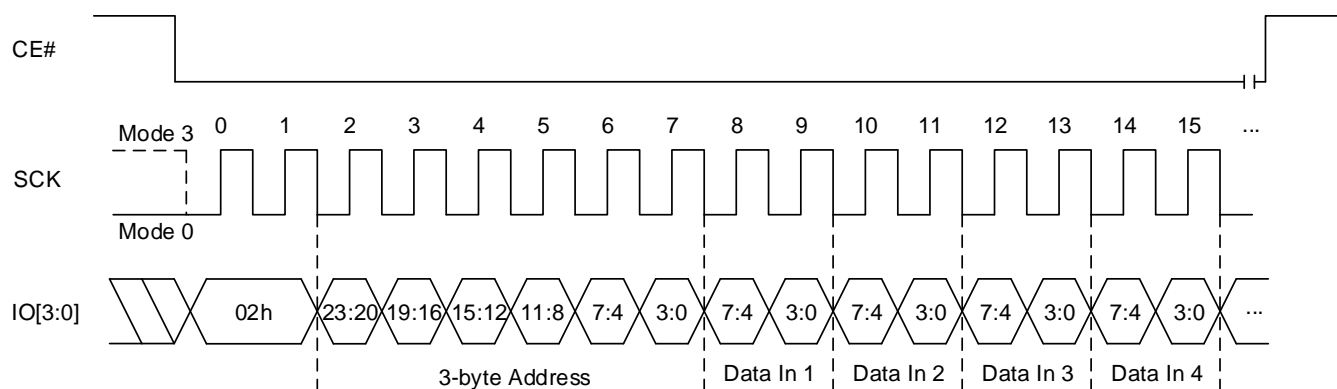 CE#
0 1 2 3 4 5 6 7 8 9 10 11 12 13 14 15 ...
Mode 3
SCK
Mode 0
IO[3:0] 02h 23:20 19:16 15:12 11:8 7:4 3:0 7:4 3:0 7:4 3:0 7:4 3:0 7:4 3:0 ...
3-byte Address Data In 1 Data In 2 Data In 3 Data In 4